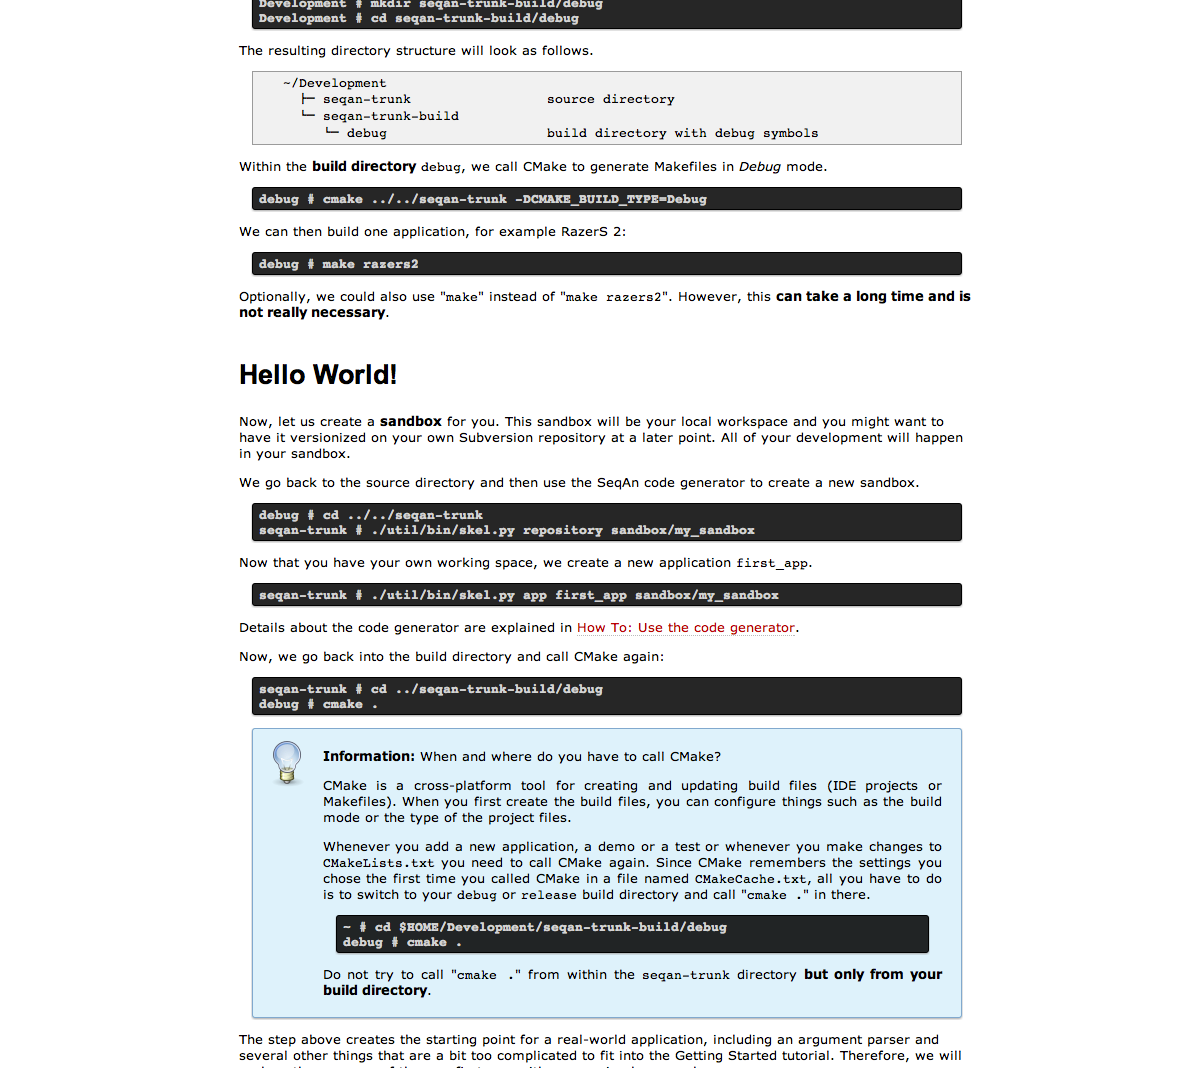 Development # mkdir seqan-trunk-build/debug
Development # cd seqan-trunk-build/debug
The resulting directory structure will look as follows.
~/Development
├─ seqan-trunk source directory
└─ seqan-trunk-build
└─ debug build directory with debug symbols
Within the build directory debug, we call CMake to generate Makefiles in Debug mode.
debug # cmake ../../seqan-trunk -DCMAKE_BUILD_TYPE=Debug
We can then build one application, for example RazerS 2:
debug # make razers2
Optionally, we could also use "make" instead of "make razers2". However, this can take a long time and is
not really necessary.
Hello World!
Now, let us create a sandbox for you. This sandbox will be your local workspace and you might want to
have it versionized on your own Subversion repository at a later point. All of your development will happen
in your sandbox.
We go back to the source directory and then use the SeqAn code generator to create a new sandbox.
debug # cd ../../seqan-trunk
seqan-trunk # ./util/bin/skel.py repository sandbox/my_sandbox
Now that you have your own working space, we create a new application first_app.
seqan-trunk # ./util/bin/skel.py app first_app sandbox/my_sandbox
Details about the code generator are explained in How To: Use the code generator.
Now, we go back into the build directory and call CMake again:
seqan-trunk # cd ../seqan-trunk-build/debug
debug # cmake .
Information: When and where do you have to call CMake?
CMake is a cross-platform tool for creating and updating build files (IDE projects or
Makefiles). When you first create the build files, you can configure things such as the build
mode or the type of the project files.
Whenever you add a new application, a demo or a test or whenever you make changes to
CMakeLists.txt you need to call CMake again. Since CMake remembers the settings you
chose the first time you called CMake in a file named CMakeCache.txt, all you have to do
is to switch to your debug or release build directory and call "cmake ." in there.
~ # cd $HOME/Development/seqan-trunk-build/debug
debug # cmake .
Do not try to call "cmake ." from within the seqan-trunk directory but only from your
build directory.
The step above creates the starting point for a real-world application, including an argument parser and
several other things that are a bit too complicated to fit into the Getting Started tutorial. Therefore, we will